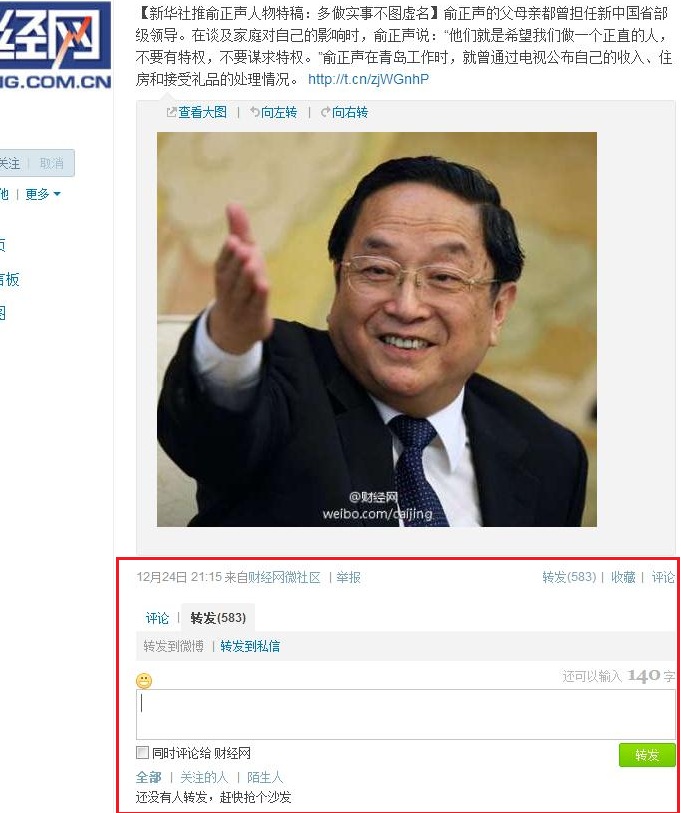 【新华社推俞正声人物特稿：多做实事不图虚名】俞正声的父母亲都曾担任新中国省部
级领导。在谈及家庭对自己的影响时，俞正声说：“他们就是希望我们做一个正直的人，
不要有特权，不要谋求特权。”俞正声在青岛工作时，就曾通过电视公布自己的收入、住
房和接受礼品的处理情况。 http://t.cn/zjWGnhP
经网
NG.COM.CN
查看大图 | 向左转 | 向右转
关注 | 取消
他 | 更多
页
言板
图
@财经网
weibo.com/caijing
12月24日 21:15 来自财经网微社区 | 举报
转发(583) | 收藏 | 评论
评论 | 转发(583)
转发到微博 | 转发到私信
还可以输入 140 字
同时评论给 财经网
转发
全部 | 关注的人 | 陌生人
还没有人转发，赶快抢个沙发